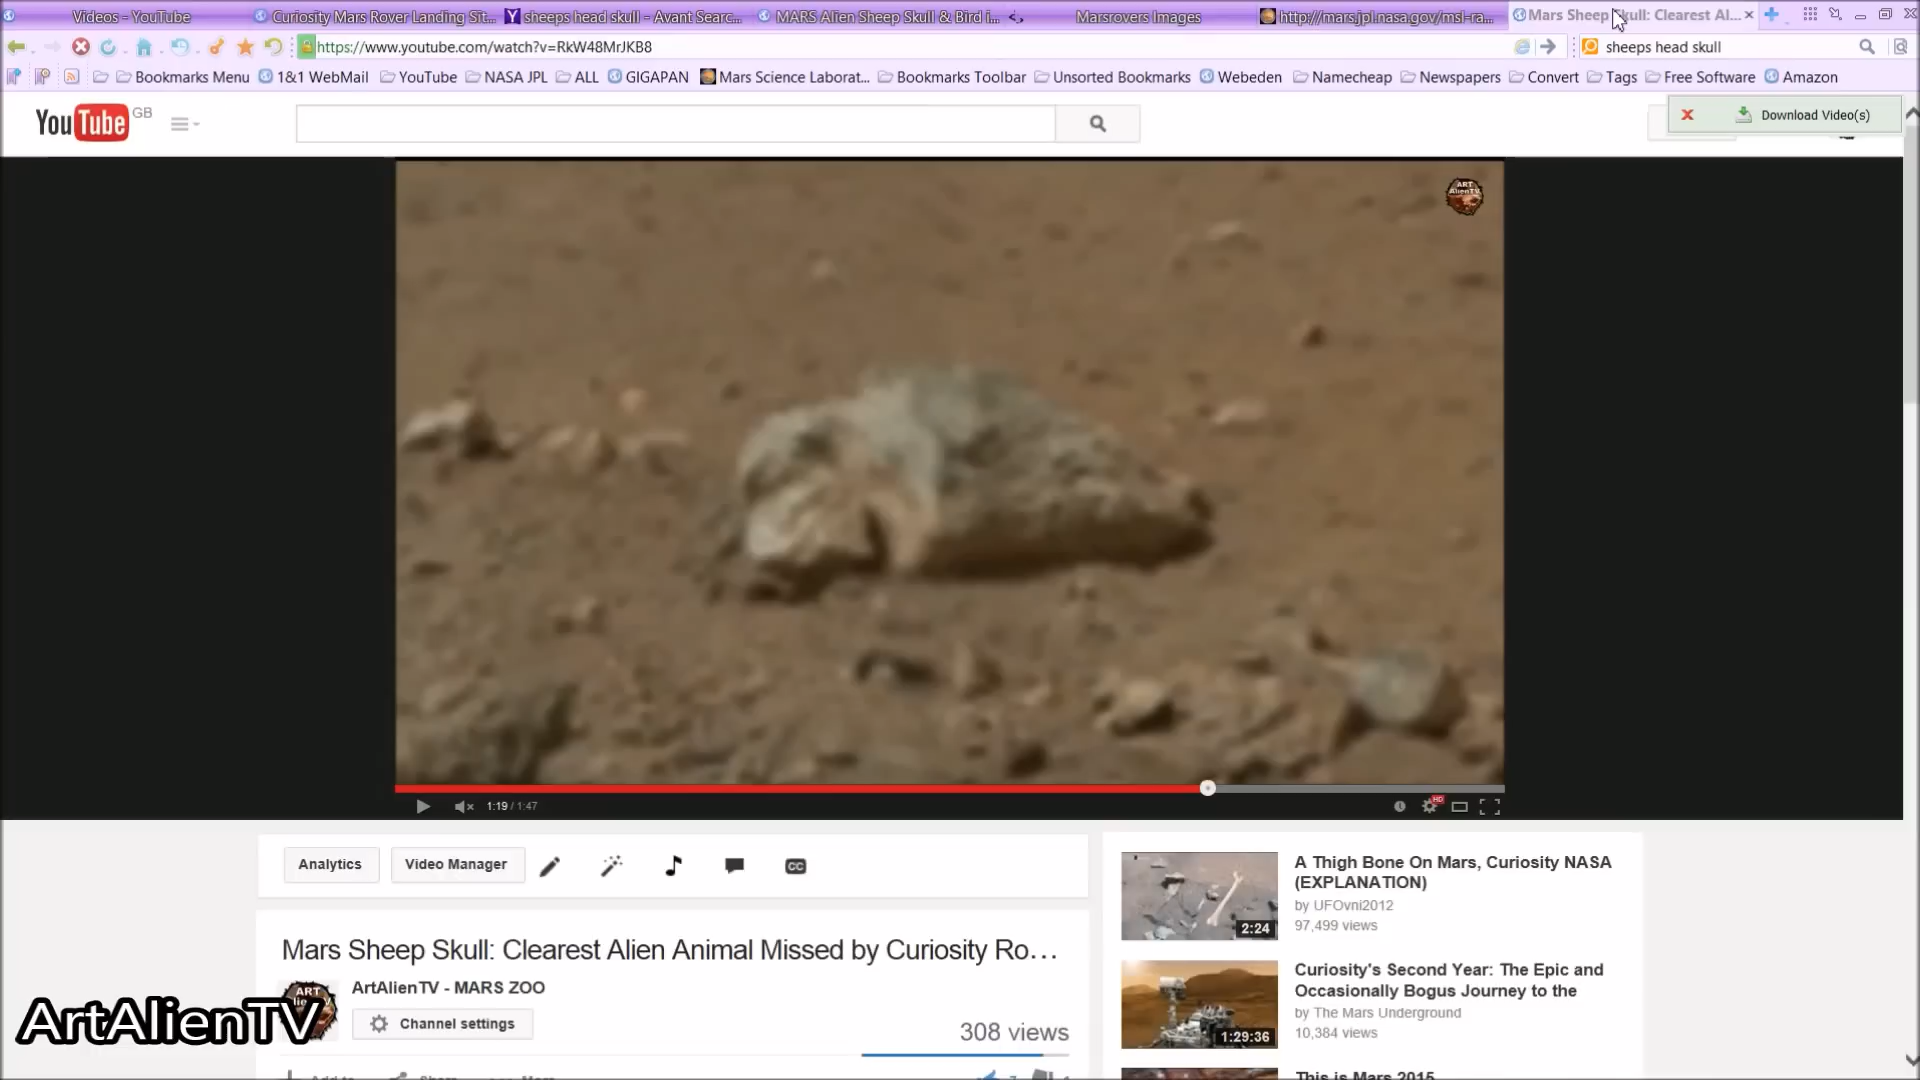 Videos - YouTube
Curiosity Mars Rover Landing Sit...
sheeps head skull - Avant Searc...
MARS Alien Sheep Skull & Bird i...
Marsrovers Images
http://mars.jpl.nasa.gov/msl-ra...
Mars Sheep Skull: Clearest Al...
https://www.youtube.com/watch?v=RkW48MrJKB8
sheeps head skull
Bookmarks Menu
1&1 WebMail
YouTube
NASA JPL
ALL
GIGAPAN
Mars Science Laborat...
Bookmarks Toolbar
Unsorted Bookmarks
Webeden
Namecheap
Newspapers
Convert
Tags
Free Software
Amazon
YouTube GB
Download Video(s)
ART
AlienTV
1:19 / 1:47
HD
Analytics
Video Manager
CC
Mars Sheep Skull: Clearest Alien Animal Missed by Curiosity Ro...
ArtAlienTV - MARS ZOO
Channel settings
308 views
ArtAlienTV
A Thigh Bone On Mars, Curiosity NASA
(EXPLANATION)
by UFOvni2012
97,499 views
2:24
Curiosity's Second Year: The Epic and
Occasionally Bogus Journey to the
by The Mars Underground
10,384 views
1:29:36
This is Mars 2015